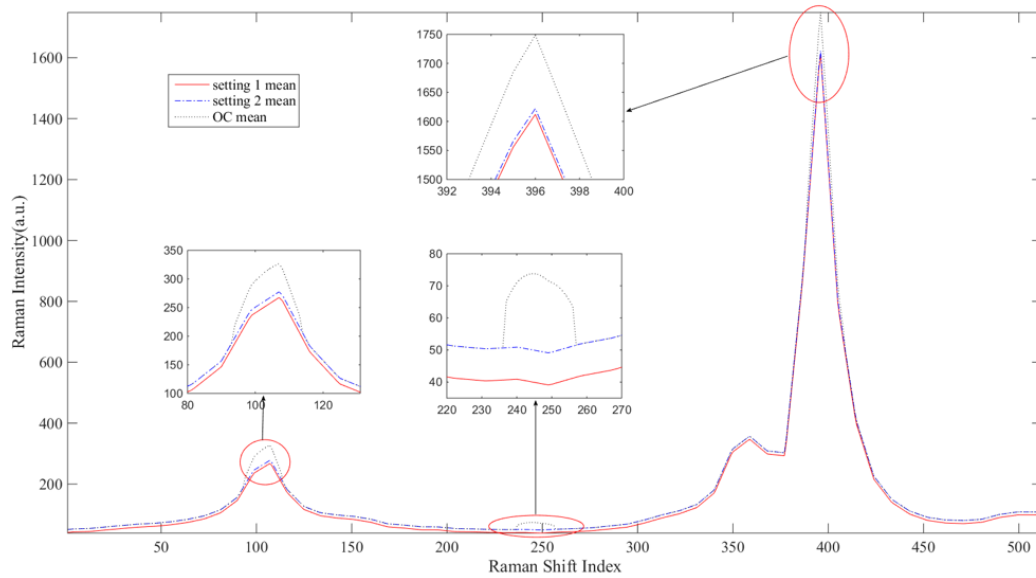 1600
1400
1200
1000
800
600
400
200
Raman Intensity(a.u.)
setting 1 mean
setting 2 mean
OC mean
1750
1700
1650
1600
1550
1500
392 394 396 398 400
350
300
250
200
150
100
80 100 120
80
70
60
50
40
220 230 240 250 260 270
50 100 150 200 250 300 350 400 450 500
Raman Shift Index